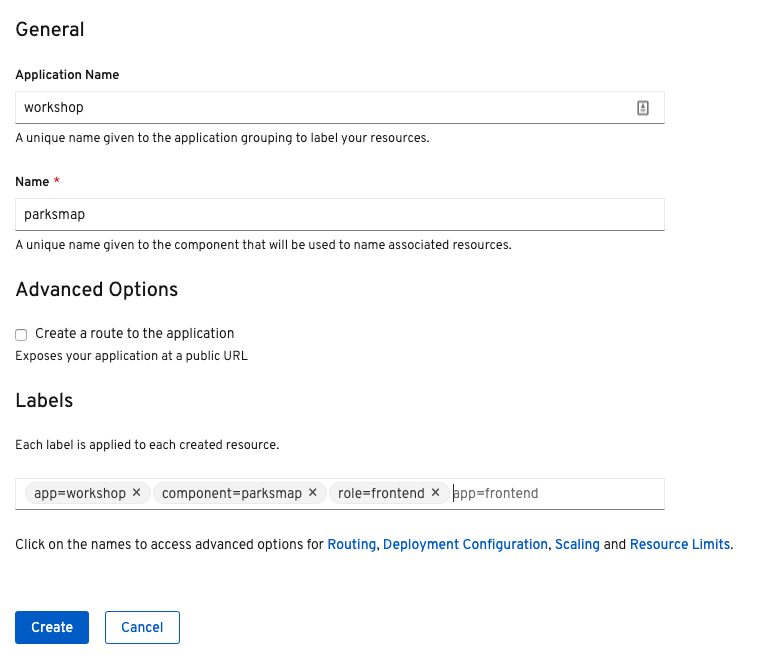 General
Application Name
workshop
A unique name given to the application grouping to label your resources.
Name *
parksmap
A unique name given to the component that will be used to name associated resources.
Advanced Options
Create a route to the application
Exposes your application at a public URL
Labels
Each label is applied to each created resource.
app=workshop × component=parksmap × role=frontend × app=frontend
Click on the names to access advanced options for Routing, Deployment Configuration, Scaling and Resource Limits.
Create Cancel